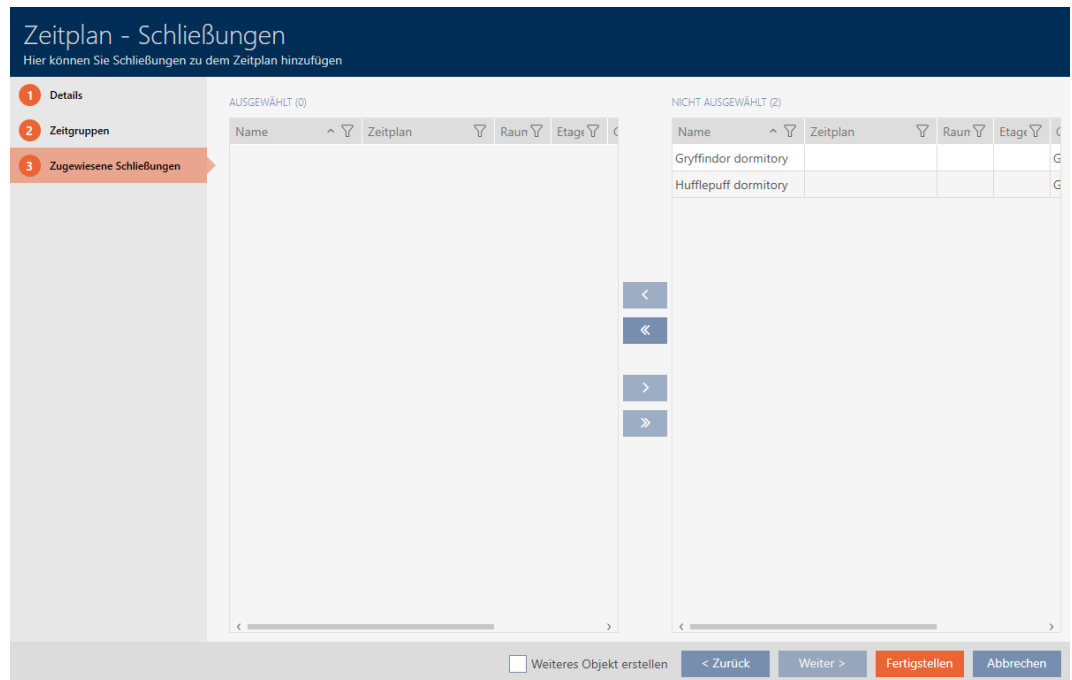 Zeitplan - Schließungen
Hier können Sie Schließungen zu dem Zeitplan hinzufügen
1 Details
2 Zeitgruppen
3 Zugewiesene Schließungen
AUSGEWÄHLT (0)
Name Zeitplan Raum Etage
NICHT AUSGEWÄHLT (2)
Name Zeitplan Raum Etage G
Gryffindor dormitory G
Hufflepuff dormitory G
Weiteres Objekt erstellen
< Zurück
Weiter >
Fertigstellen
Abbrechen